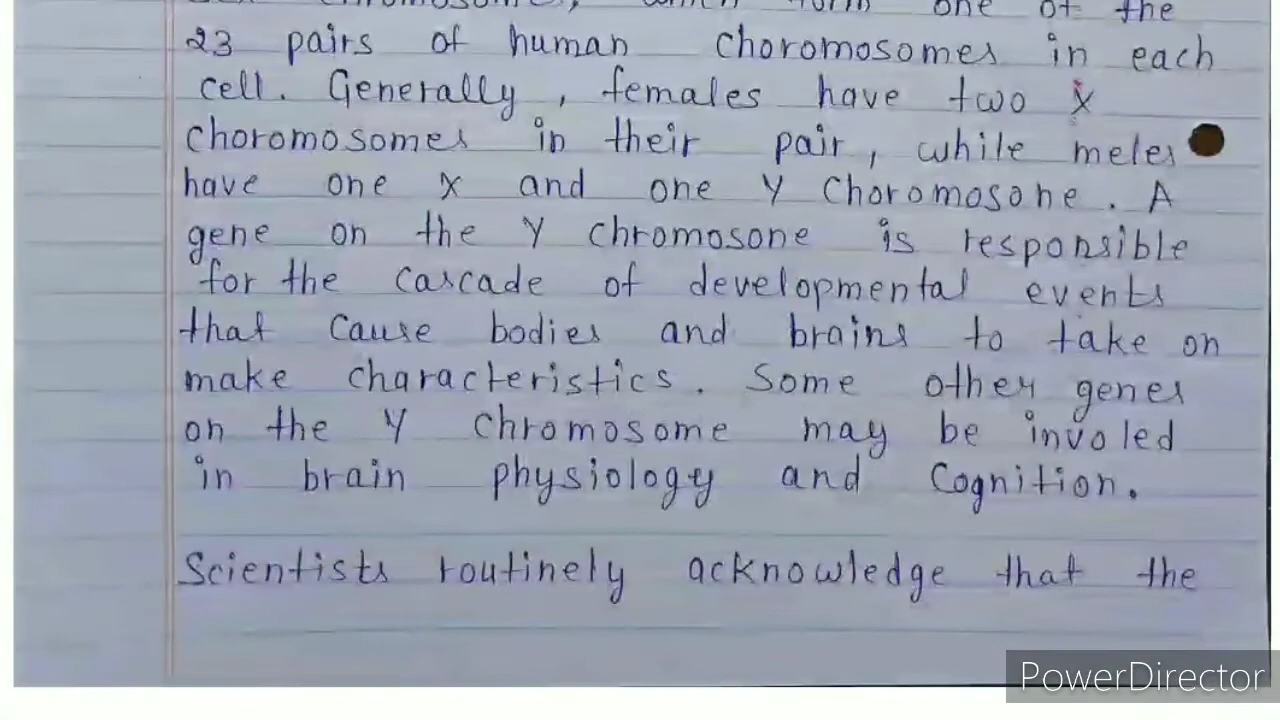 one of the
23 pairs of human choromosomes in each
cell. Generally, females have two X
choromosomes in their pair, while meles
have one X and one Y choromosone. A
gene on the Y chromosone is responsible
for the cascade of developmental events
that cause bodies and brains to take on
make characteristics. Some other genes
on the Y chromosome may be involed
in brain physiology and Cognition.
Scientists routinely acknowledge that the
PowerDirector